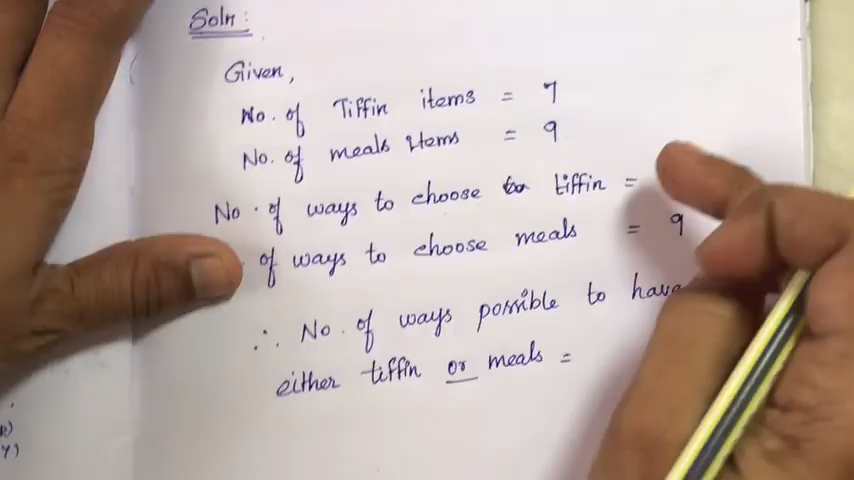 Soln:
Given,
No. of Tiffin items = 7
No. of meals items = 9
No. of ways to choose tiffin =
of ways to choose meals = 9
∴ No. of ways possible to have
either tiffin or meals =